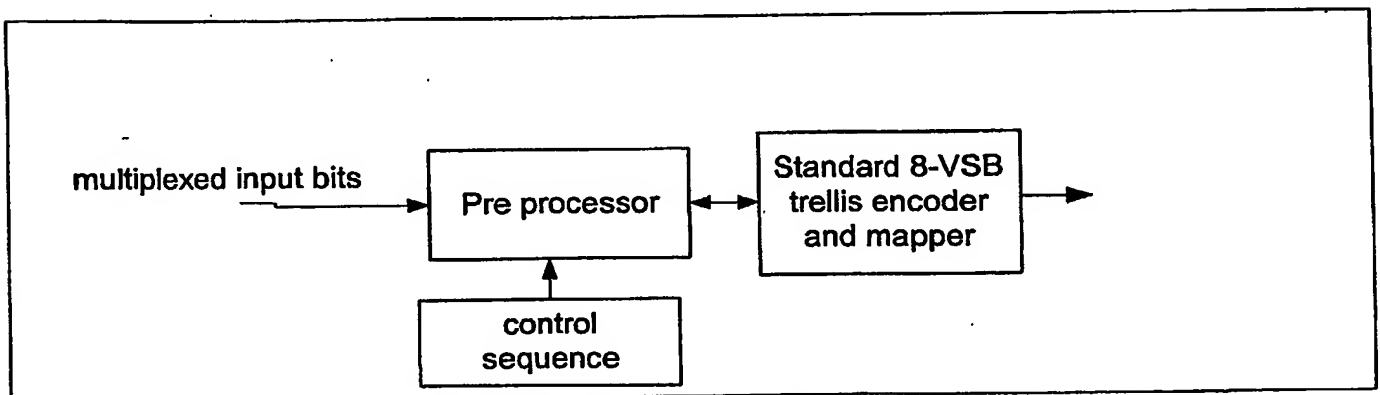 multiplexed input bits
Pre processor
Standard 8-VSB
trellis encoder
and mapper
control
sequence